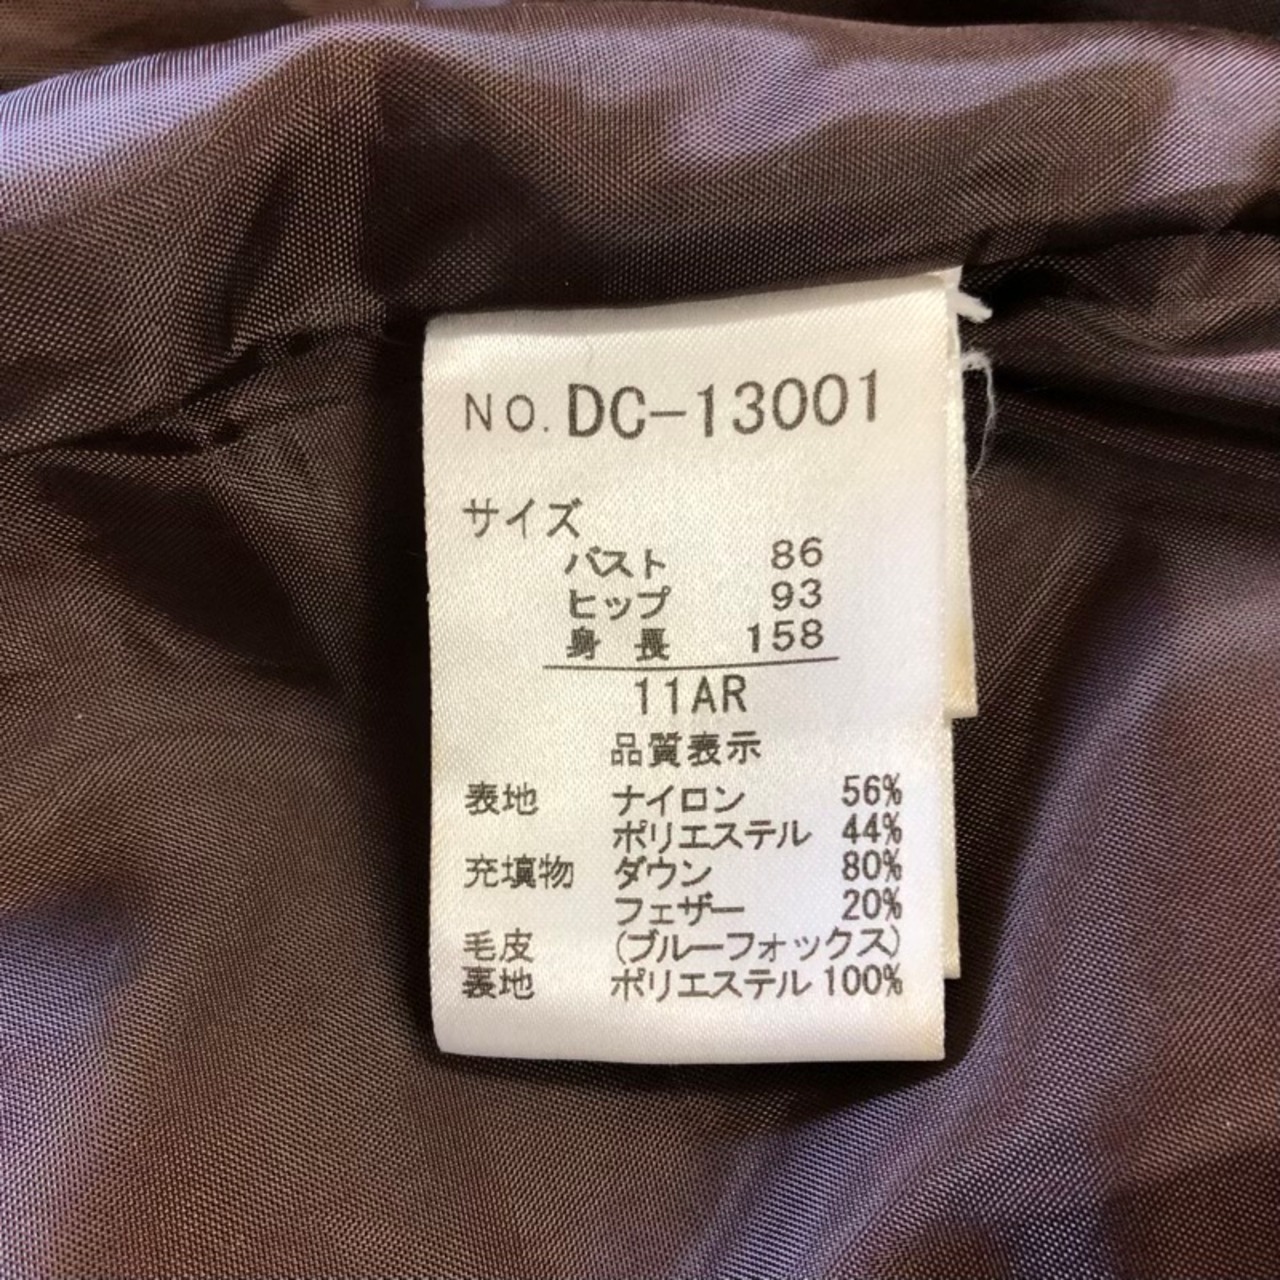 NO. DC-13001
サイズ
バスト 86
ヒップ 93
身長 158
11AR
品質表示
表地 ナイロン 56%
ポリエステル 44%
充填物 ダウン 80%
フェザー 20%
毛皮 (ブルーフォックス)
裏地 ポリエステル 100%